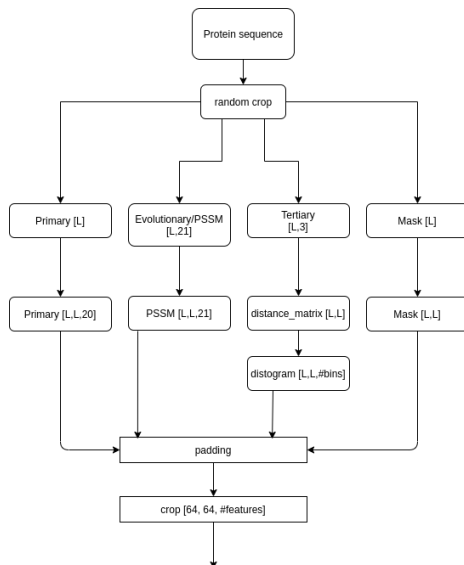 Protein sequence
random crop
Primary [L]
Evolutionary/PSSM
[L,21]
Tertiary
[L,3]
Mask [L]
Primary [L,L,20]
PSSM [L,L,21]
distance_matrix [L,L]
Mask [L,L]
distogram [L,L,#bins]
padding
crop [64, 64, #features]